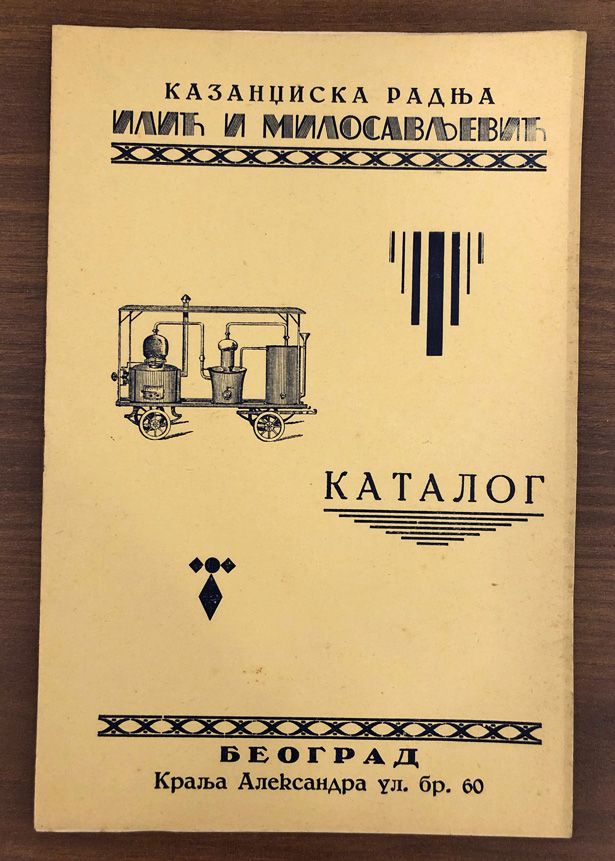 КАЗАНЏИСКА РАДЊА
ИЛИЋ И МИЛОСАВЉЕВИЋ
КАТАЛОГ
БЕОГРАД
Краља Александра ул. бр. 60